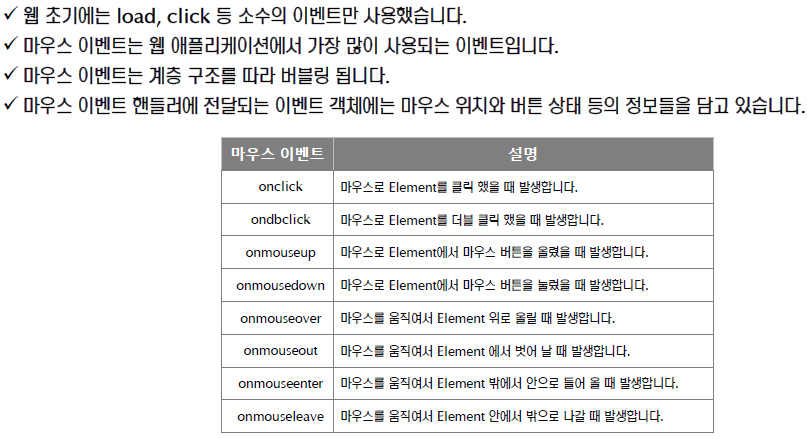 ✓ 웹 초기에는 load, click 등 소수의 이벤트만 사용했습니다.
✓ 마우스 이벤트는 웹 애플리케이션에서 가장 많이 사용되는 이벤트입니다.
✓ 마우스 이벤트는 계층 구조를 따라 버블링 됩니다.
✓ 마우스 이벤트 핸들러에 전달되는 이벤트 객체에는 마우스 위치와 버튼 상태 등의 정보들을 담고 있습니다.
마우스 이벤트 설명
onclick 마우스로 Element를 클릭 했을 때 발생합니다.
ondbclick 마우스로 Element를 더블 클릭 했을 때 발생합니다.
onmouseup 마우스로 Element에서 마우스 버튼을 올렸을 때 발생합니다.
onmousedown 마우스로 Element에서 마우스 버튼을 눌렀을 때 발생합니다.
onmouseover 마우스를 움직여서 Element 위로 올릴 때 발생합니다.
onmouseout 마우스를 움직여서 Element 에서 벗어 날 때 발생합니다.
onmouseenter 마우스를 움직여서 Element 밖에서 안으로 들어 올 때 발생합니다.
onmouseleave 마우스를 움직여서 Element 안에서 밖으로 나갈 때 발생합니다.